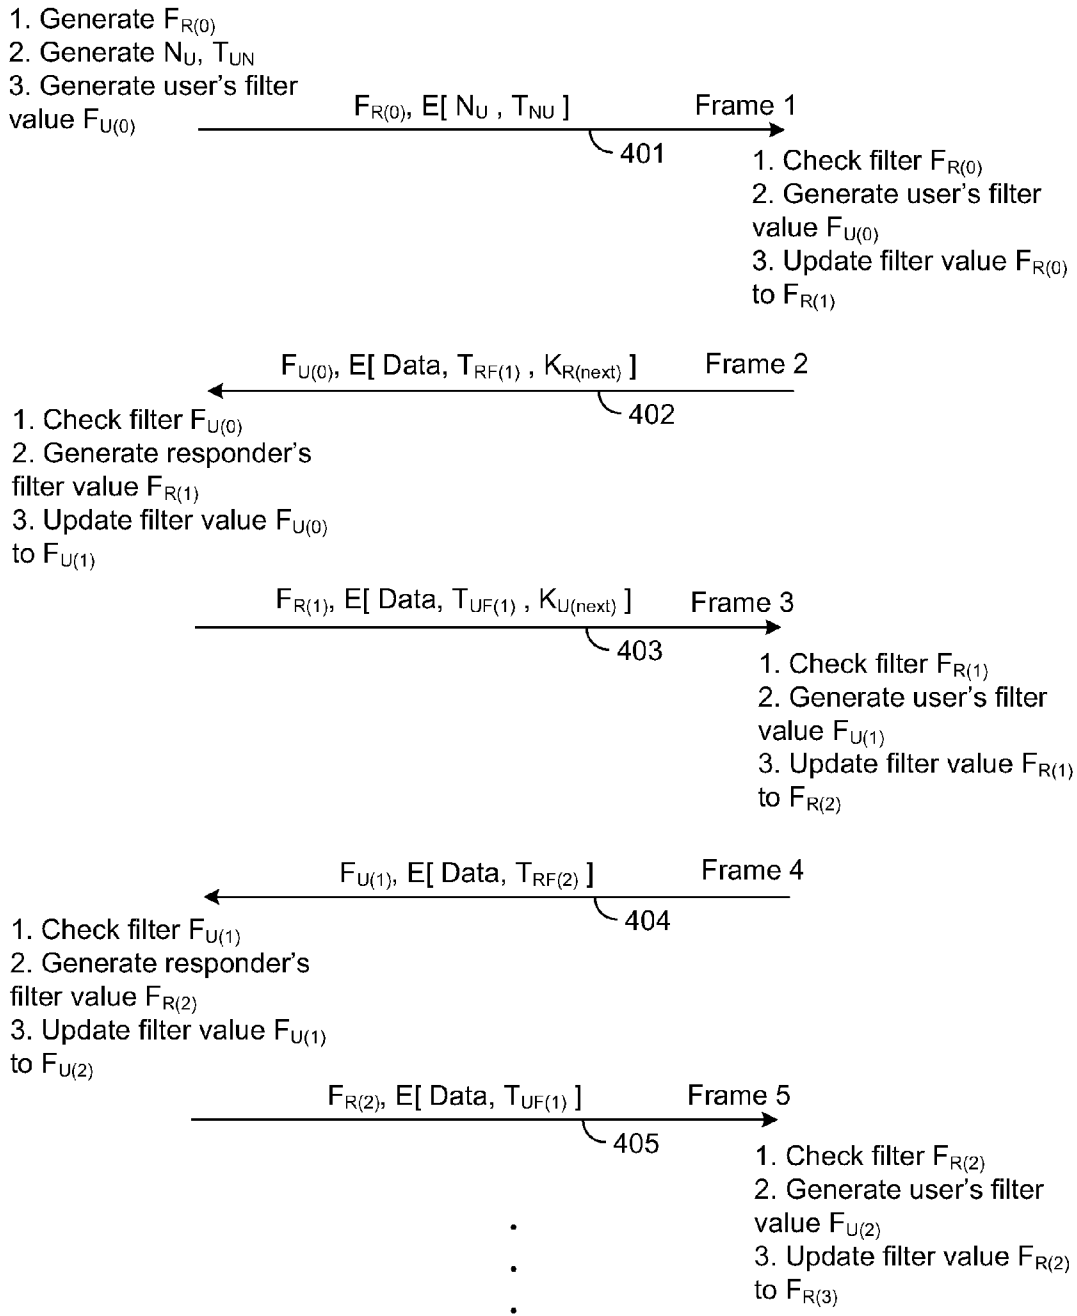 1. Generate F_R(0)
2. Generate N_U, T_UN
3. Generate user's filter
value F_U(0)
F_R(0), E[ N_U , T_NU ]
Frame 1
401
1. Check filter F_R(0)
2. Generate user's filter
value F_U(0)
3. Update filter value F_R(0)
to F_R(1)
F_U(0), E[ Data, T_RF(1) , K_R(next) ]
Frame 2
402
1. Check filter F_U(0)
2. Generate responder's
filter value F_R(1)
3. Update filter value F_U(0)
to F_U(1)
F_R(1), E[ Data, T_UF(1) , K_U(next) ]
Frame 3
403
1. Check filter F_R(1)
2. Generate user's filter
value F_U(1)
3. Update filter value F_R(1)
to F_R(2)
F_U(1), E[ Data, T_RF(2) ]
Frame 4
404
1. Check filter F_U(1)
2. Generate responder's
filter value F_R(2)
3. Update filter value F_U(1)
to F_U(2)
F_R(2), E[ Data, T_UF(1) ]
Frame 5
405
1. Check filter F_R(2)
2. Generate user's filter
value F_U(2)
3. Update filter value F_R(2)
to F_R(3)